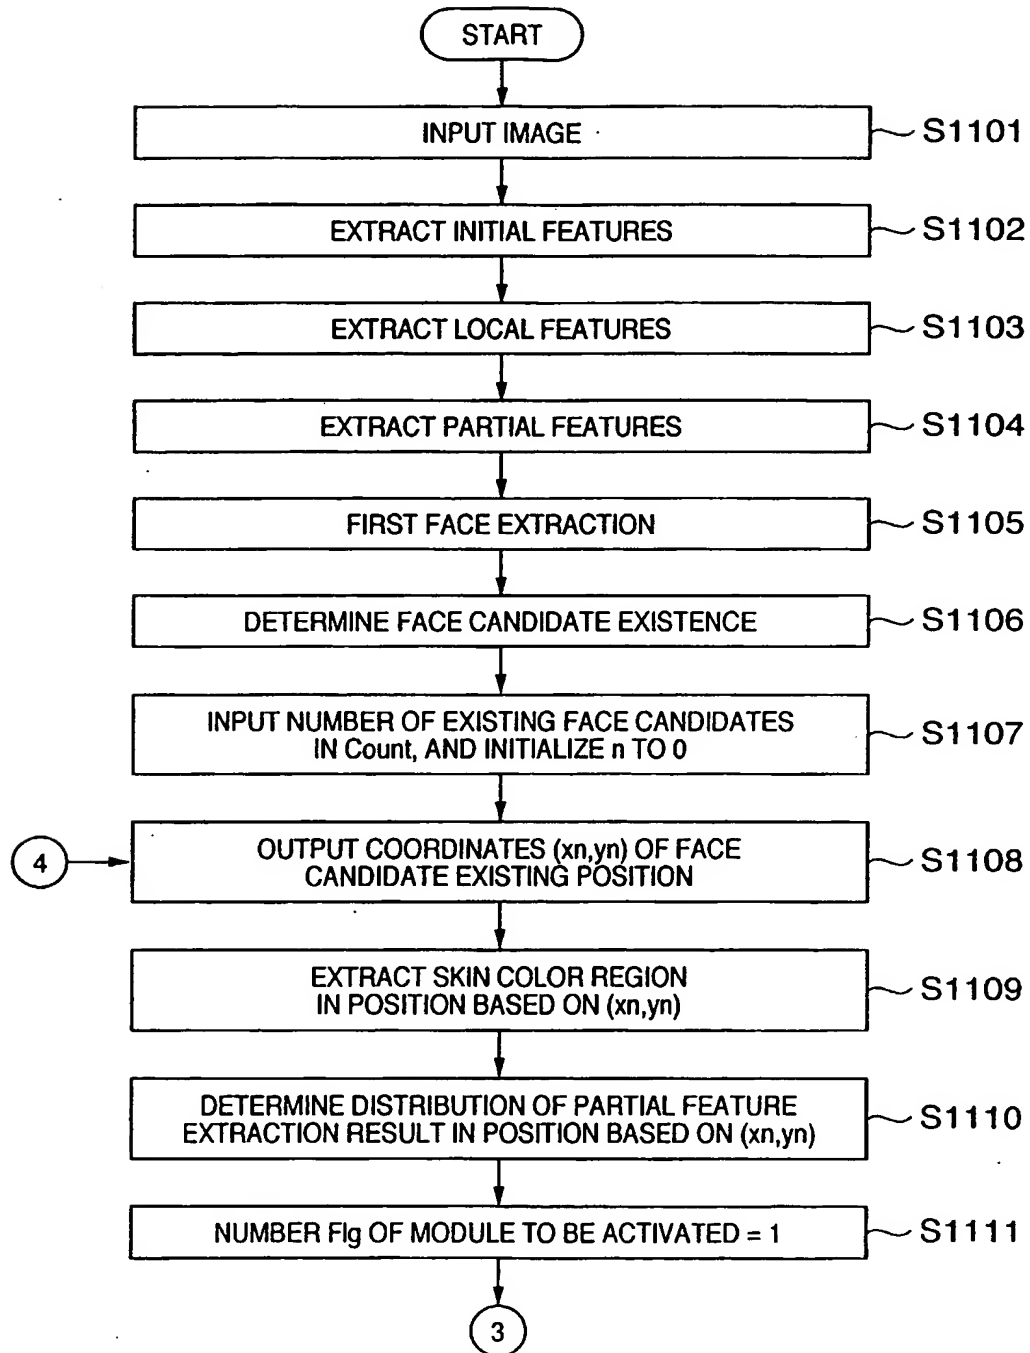 START
INPUT IMAGE
S1101
EXTRACT INITIAL FEATURES
S1102
EXTRACT LOCAL FEATURES
S1103
EXTRACT PARTIAL FEATURES
S1104
FIRST FACE EXTRACTION
S1105
DETERMINE FACE CANDIDATE EXISTENCE
S1106
INPUT NUMBER OF EXISTING FACE CANDIDATES
IN Count, AND INITIALIZE n TO 0
S1107
4
OUTPUT COORDINATES (xn,yn) OF FACE
CANDIDATE EXISTING POSITION
S1108
EXTRACT SKIN COLOR REGION
IN POSITION BASED ON (xn,yn)
S1109
DETERMINE DISTRIBUTION OF PARTIAL FEATURE
EXTRACTION RESULT IN POSITION BASED ON (xn,yn)
S1110
NUMBER Flg OF MODULE TO BE ACTIVATED = 1
S1111
3